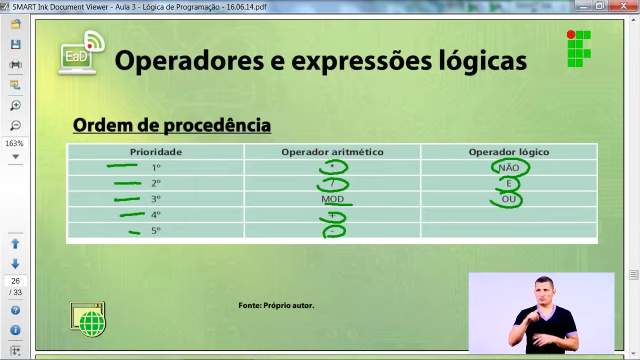 SMART Ink Document Viewer - Aula 3 - Lógica de Programação - 16.06.14.pdf
EaD
Operadores e expressões lógicas
Ordem de procedência
163%
Prioridade Operador aritmético Operador lógico
1º * NÃO
2º / E
3º MOD OU
4º +
5º -
26
/ 33
Fonte: Próprio autor.